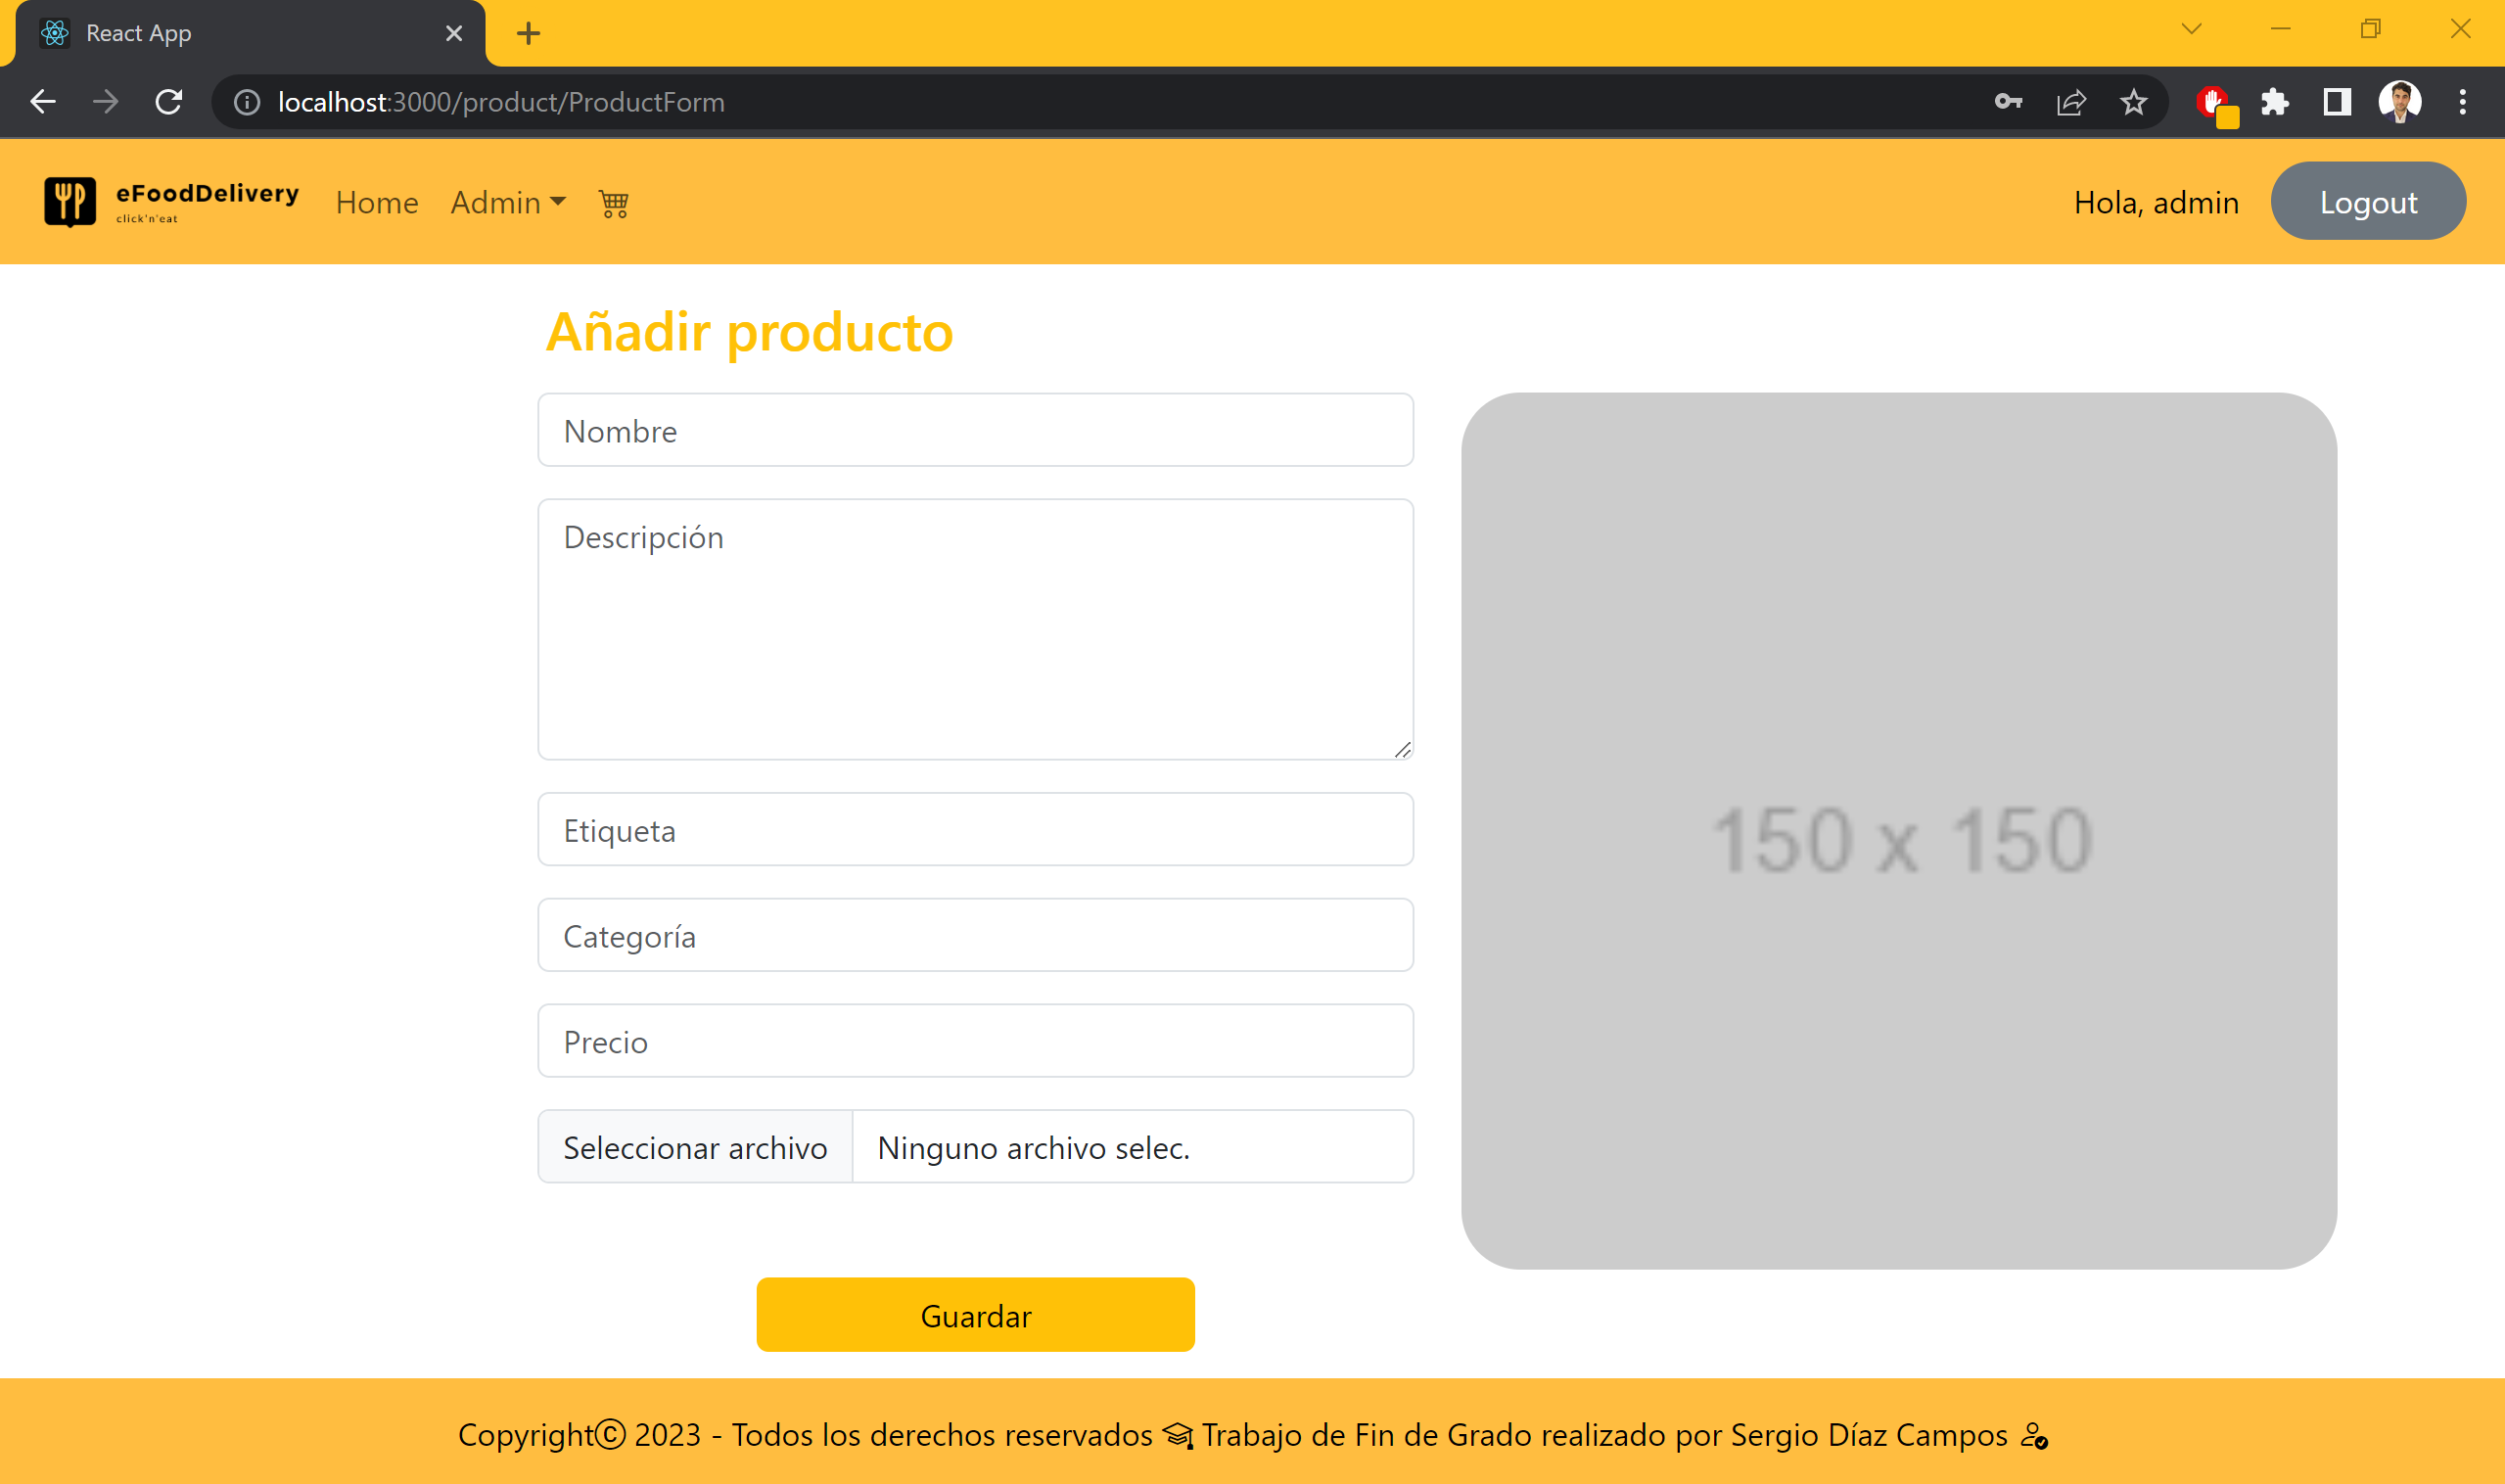 React App
localhost:3000/product/ProductForm
eFoodDelivery
click'n'eat
Home
Admin
Hola, admin
Logout
Añadir producto
Nombre
Descripción
Etiqueta
Categoría
Precio
Seleccionar archivo Ninguno archivo selec.
150 x 150
Guardar
Copyright© 2023 - Todos los derechos reservados Trabajo de Fin de Grado realizado por Sergio Díaz Campos